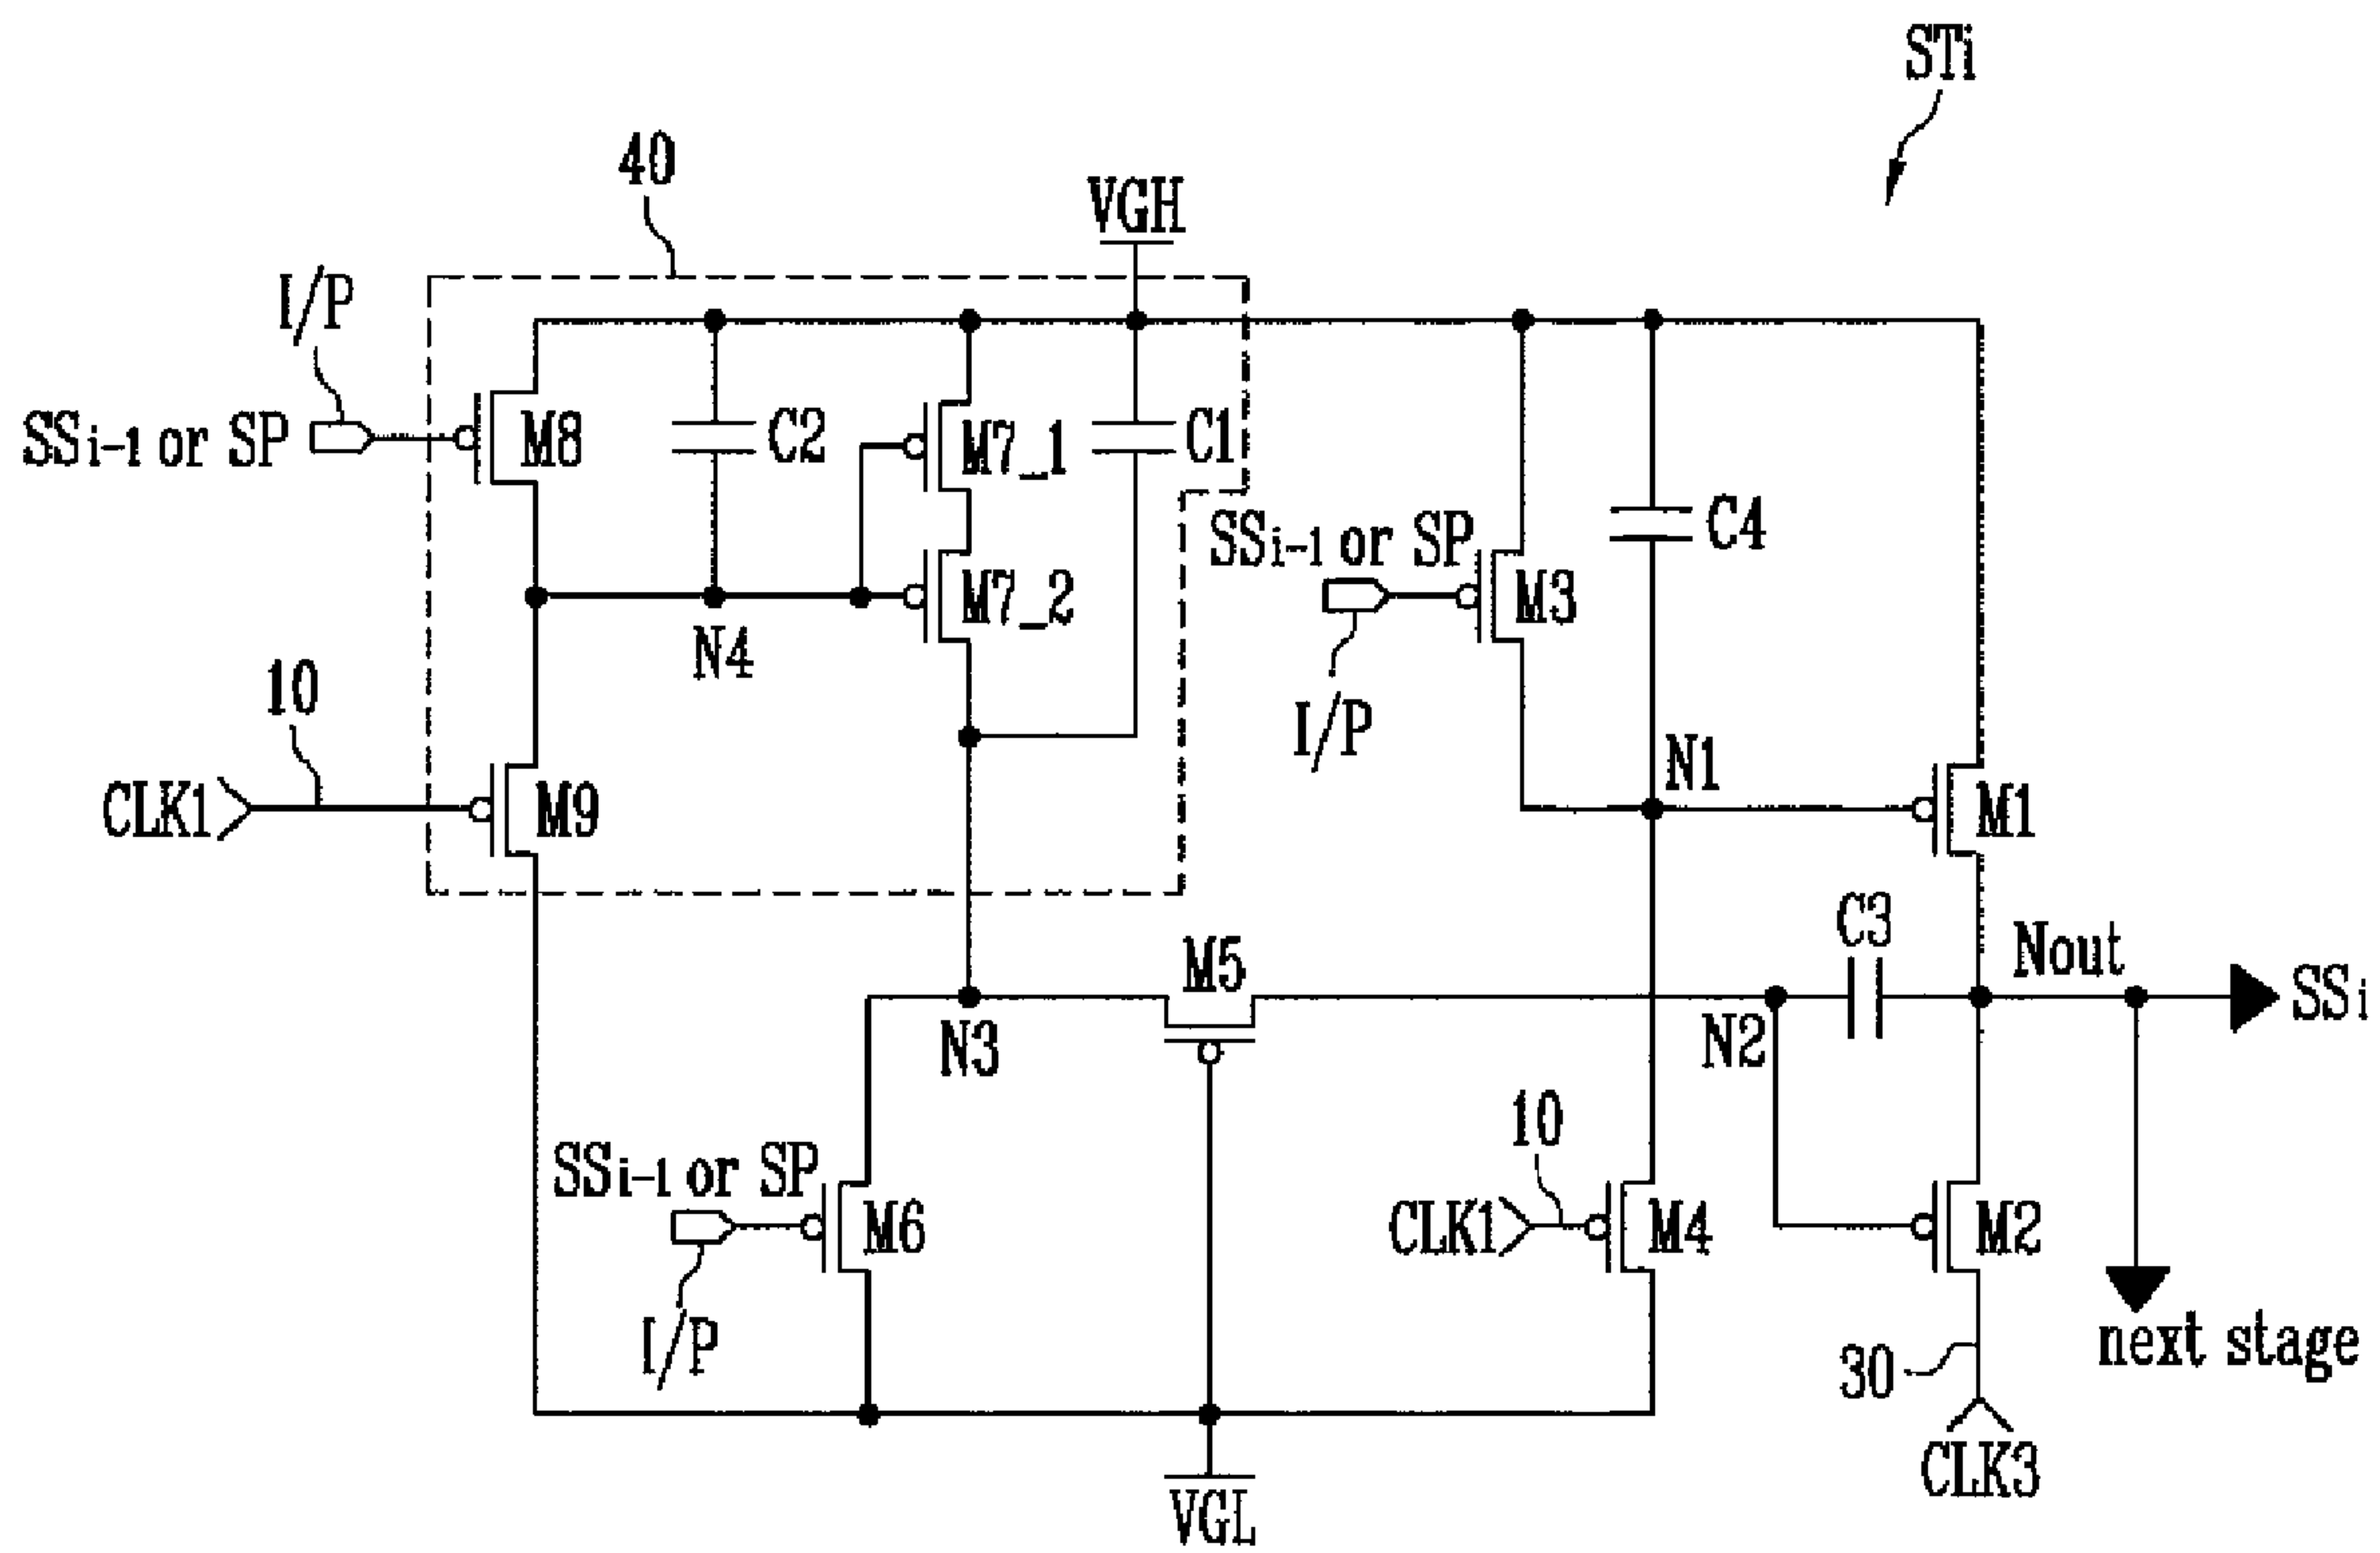 STi
40
VGH
I/P
SSi-1 or SP
M8
C2
M7_1
C1
SSi-1 or SP
C4
M3
M7_2
N4
I/P
10
CLK1
M9
N1
M1
C3
Nout
SSi
M5
N3
N2
SSi-1 or SP
M6
10
CLK1
M4
M2
I/P
next stage
30
CLK3
VGL